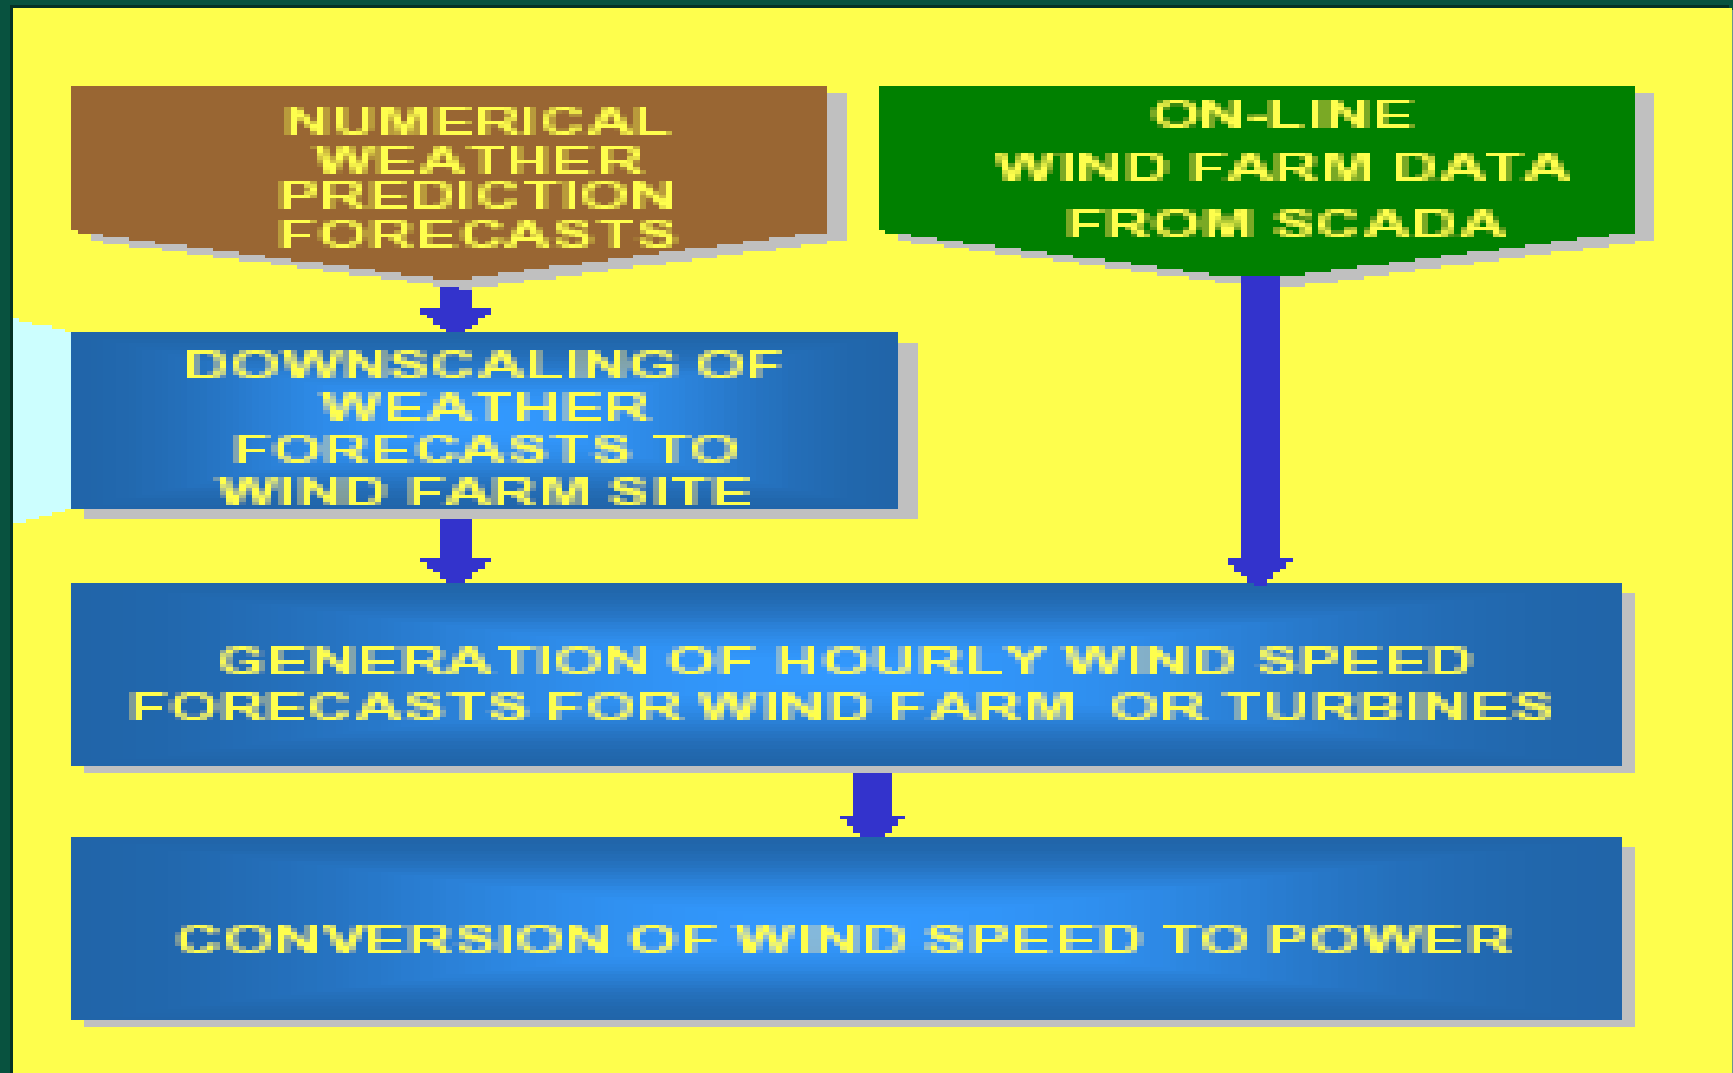 NUMERICAL
WEATHER
PREDICTION
FORECASTS
ON-LINE
WIND FARM DATA
FROM SCADA
DOWNSCALING OF
WEATHER
FORECASTS TO
WIND FARM SITE
GENERATION OF HOURLY WIND SPEED
FORECASTS FOR WIND FARM OR TURBINES
CONVERSION OF WIND SPEED TO POWER